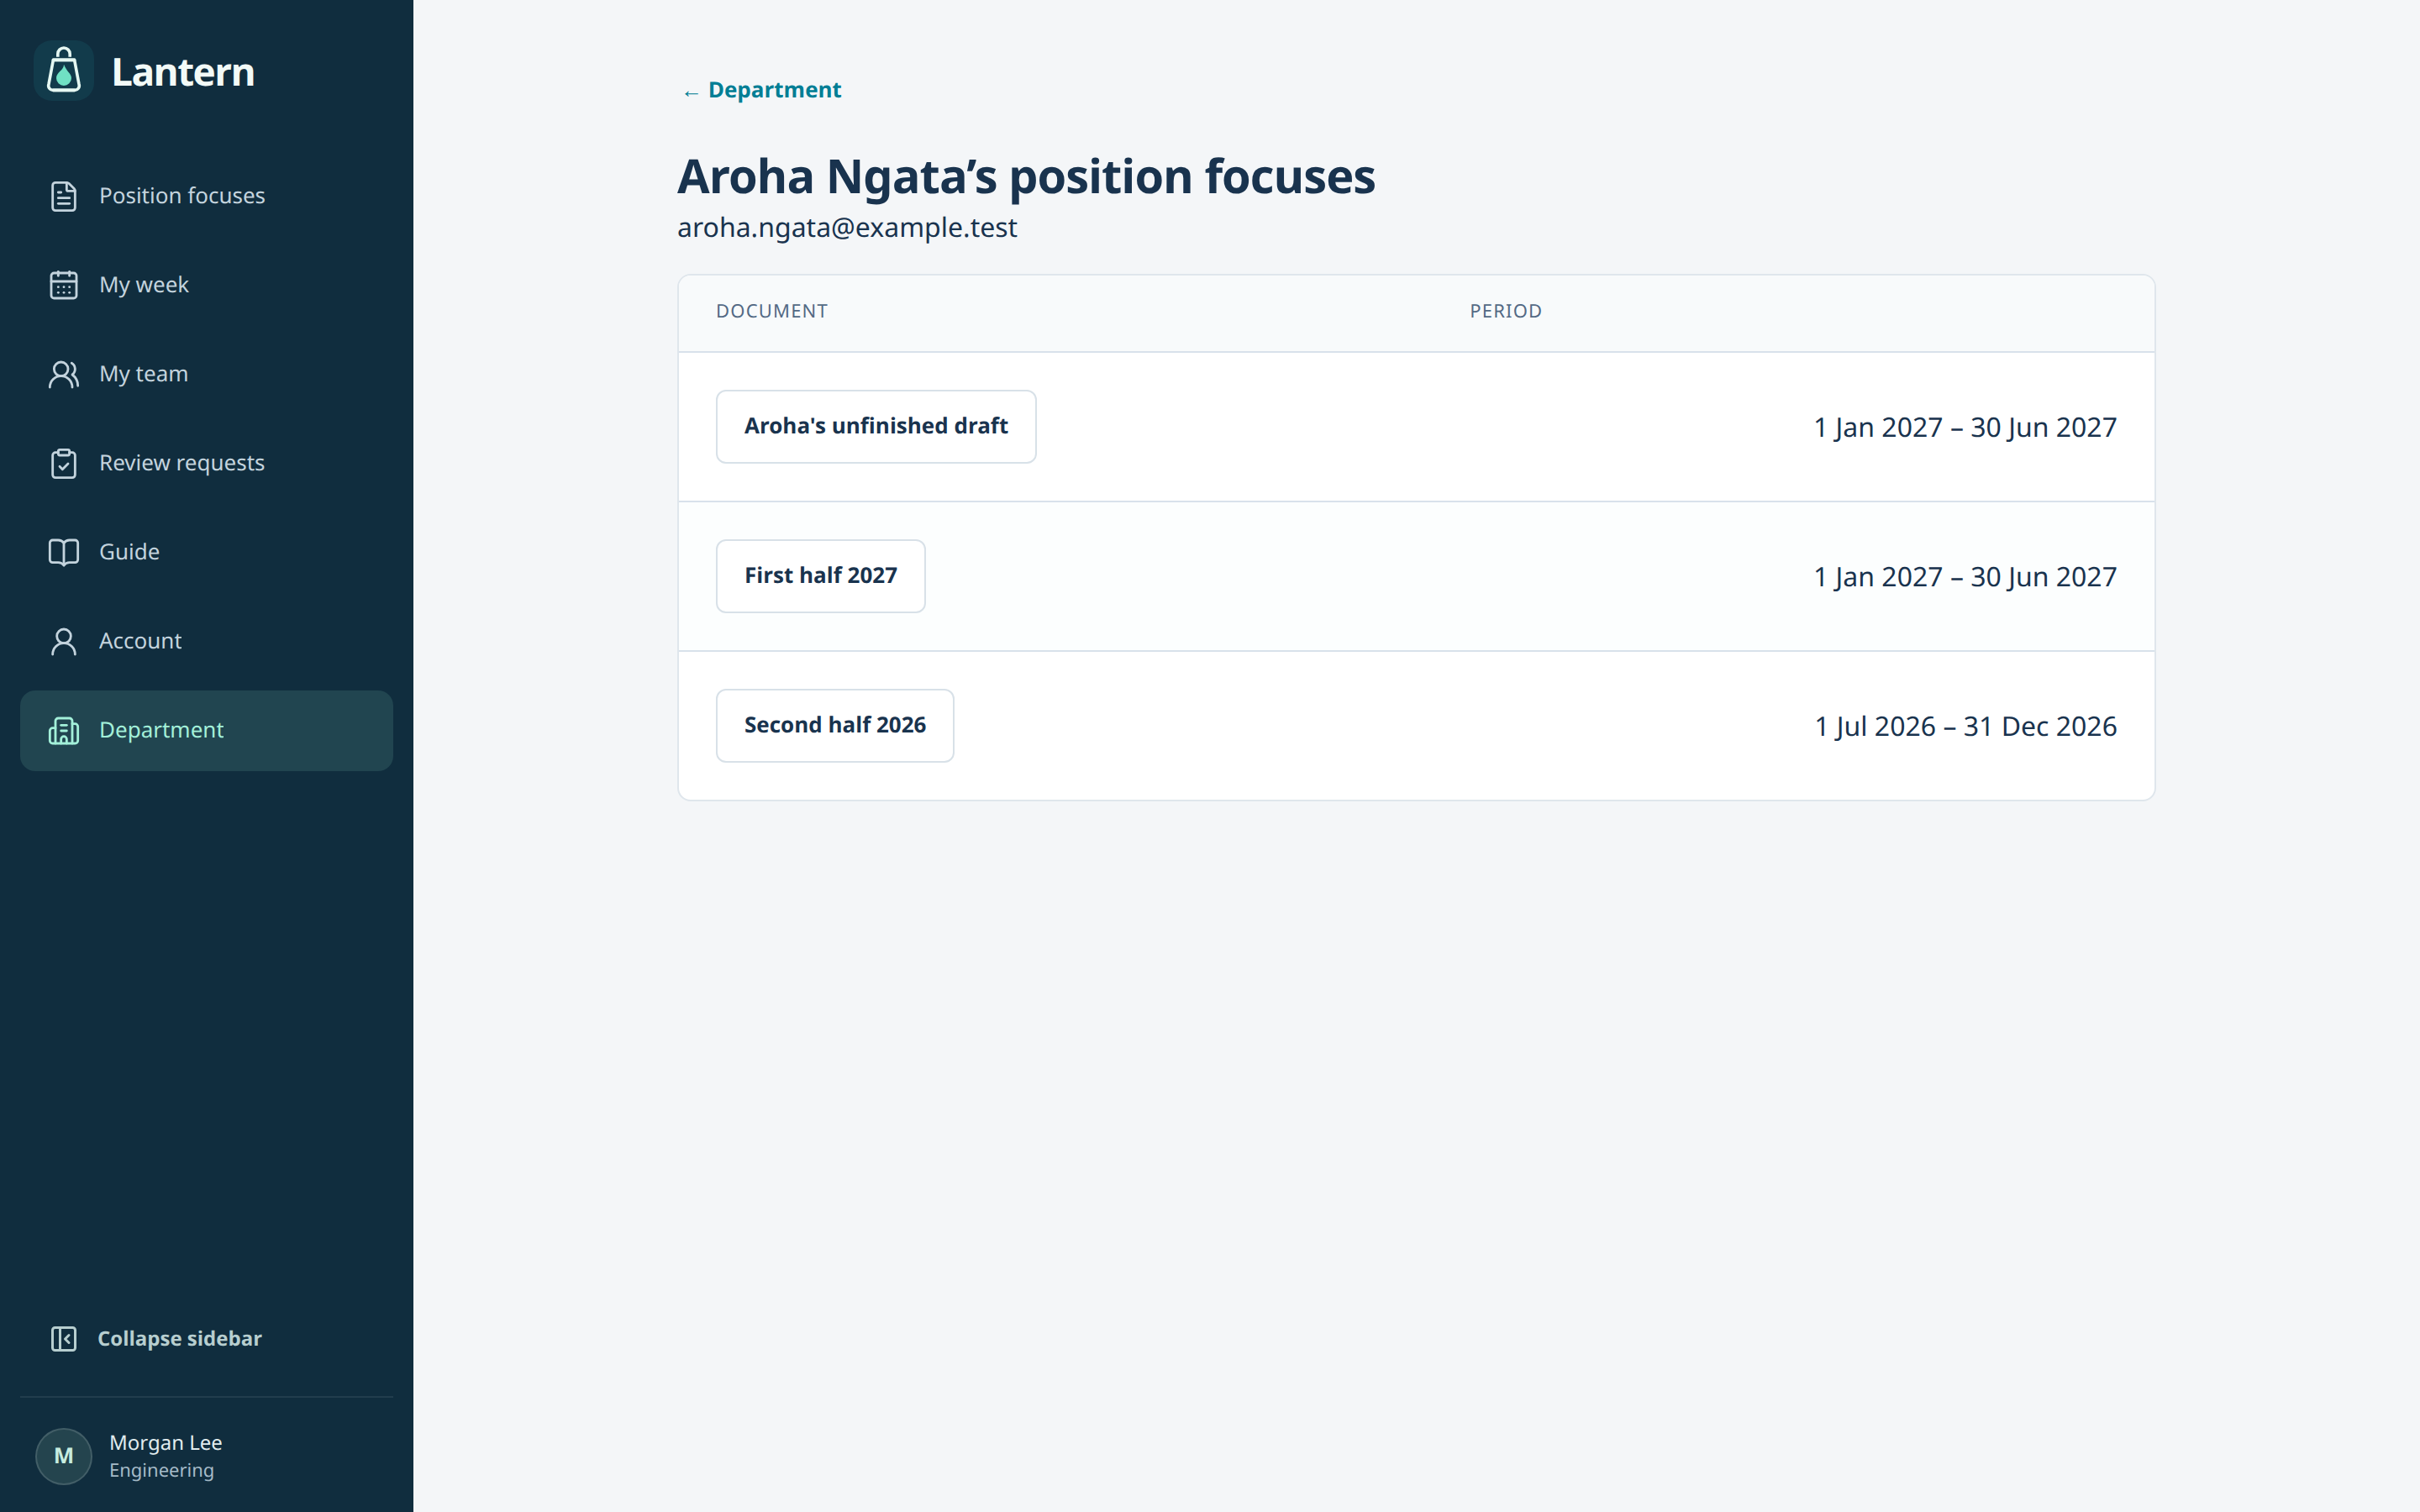 Lantern
Position focuses
My week
My team
Review requests
Guide
Account
Department
Collapse sidebar
M
Morgan Lee
Engineering
← Department
Aroha Ngata’s position focuses
aroha.ngata@example.test
DOCUMENT PERIOD
Aroha's unfinished draft 1 Jan 2027 – 30 Jun 2027
First half 2027 1 Jan 2027 – 30 Jun 2027
Second half 2026 1 Jul 2026 – 31 Dec 2026